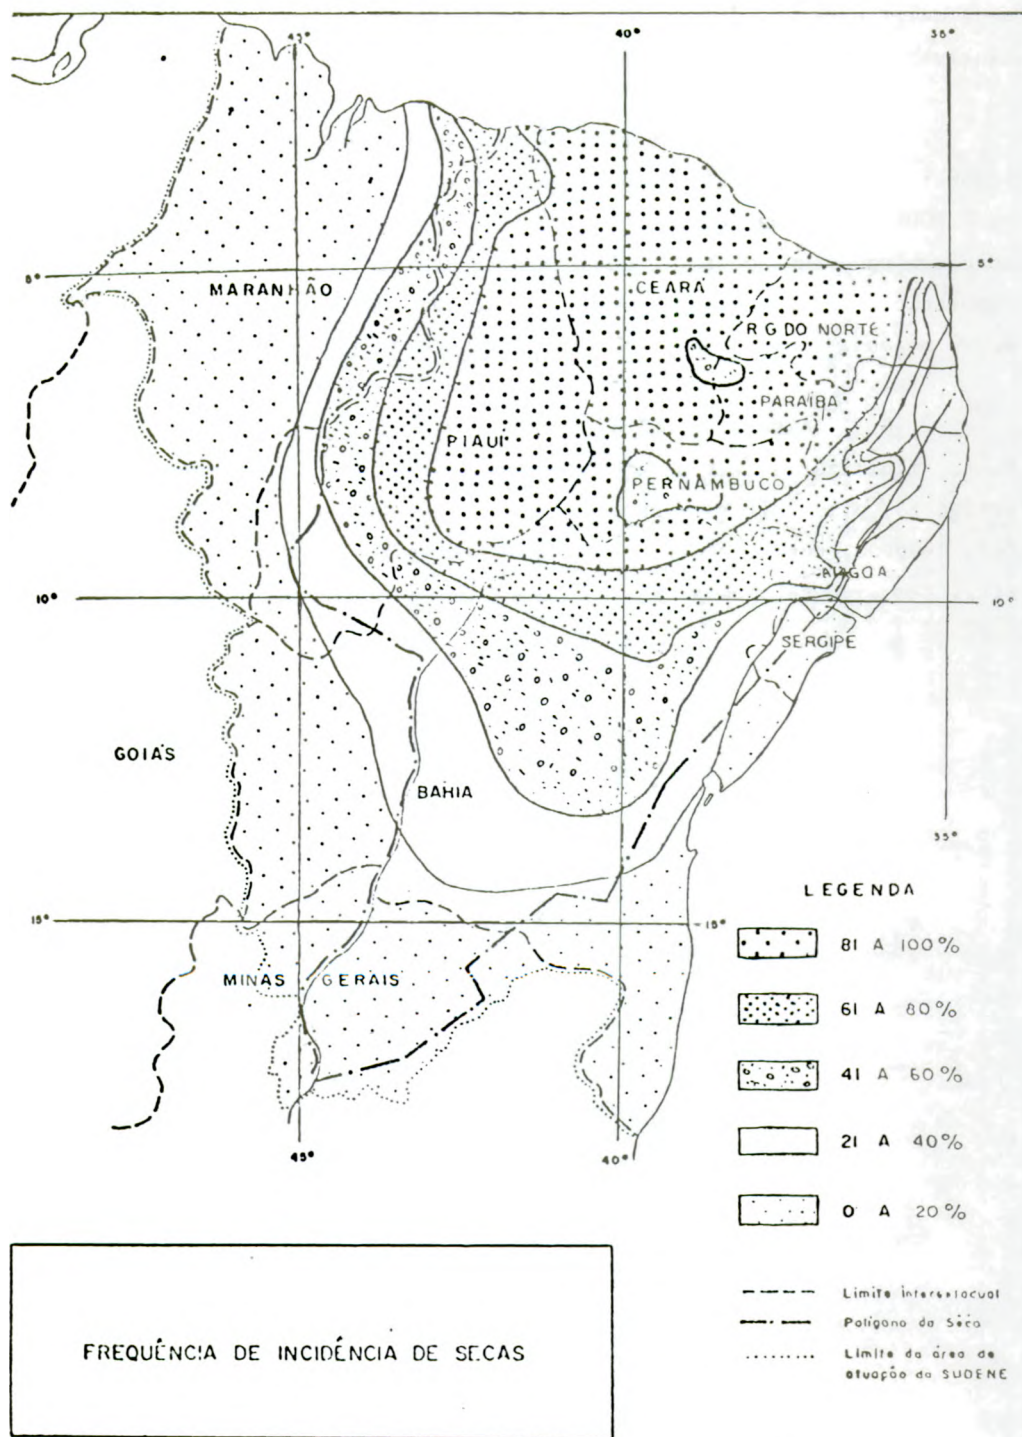 45°
40°
35°
5°
MARANHÃO
CEARÁ
5°
R G DO NORTE
PARAÍBA
PIAUÍ
PERNÂMBUCO
10°
ALAGOA
10°
SERGIPE
GOIÁS
BAHIA
35°
LEGENDA
15°
15°
81 A 100%
MINAS GERAIS
61 A 80%
41 A 60%
45°
40°
21 A 40%
0 A 20%
Limite interestadual
Polígano da Sêca
Limite da área de
atuação da SUDENE
FREQUÊNCIA DE INCIDÊNCIA DE SECAS